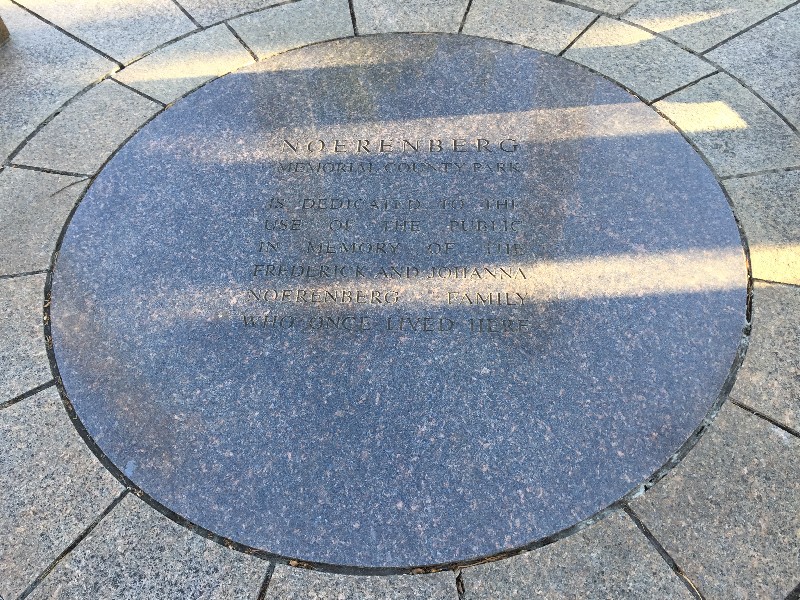 NOERENBERG
MEMORIAL COUNTY PARK
IS DEDICATED TO THE
USE OF THE PUBLIC
IN MEMORY OF THE
FREDERICK AND JOHANNA
NOERENBERG FAMILY
WHO ONCE LIVED HERE